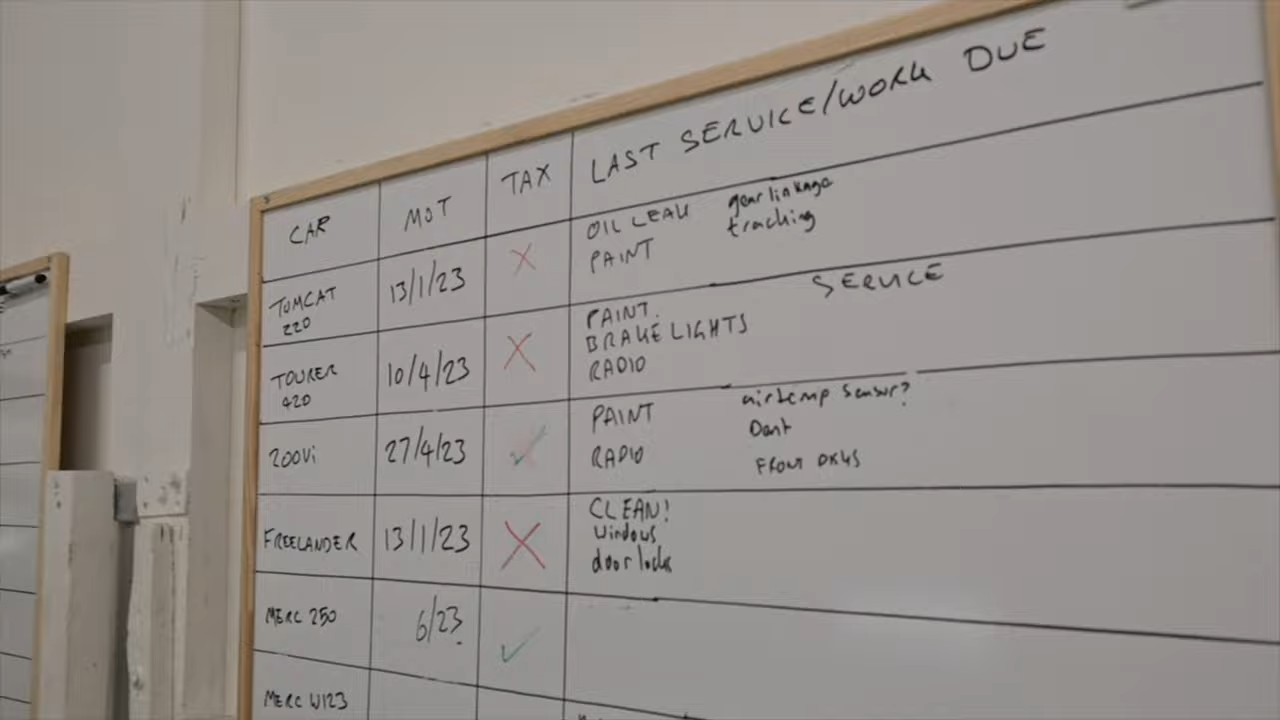 CAR MOT TAX LAST SERVICE/WORK DUE
TOMCAT 13/1/23 X OIL LEAK gear linkage
220 PAINT tracking
TOURER 10/4/23 X PAINT. SERVICE
420 BRAKE LIGHTS
RADIO
200Vi 27/4/23 ✓ PAINT air temp sensor?
RADIO Dent
FRONT DISKS
FREELANDER 13/1/23 X CLEAN!
windows
door locks
MERC 250 6/23 ✓
MERC W123